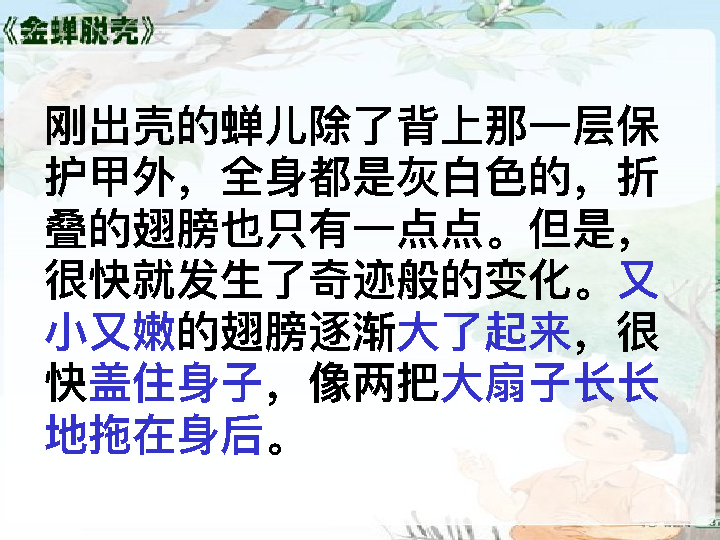 《金蝉脱壳》
刚出壳的蝉儿除了背上那一层保
护甲外，全身都是灰白色的，折
叠的翅膀也只有一点点。但是，
很快就发生了奇迹般的变化。又
小又嫩的翅膀逐渐大了起来，很
快盖住身子，像两把大扇子长长
地拖在身后。